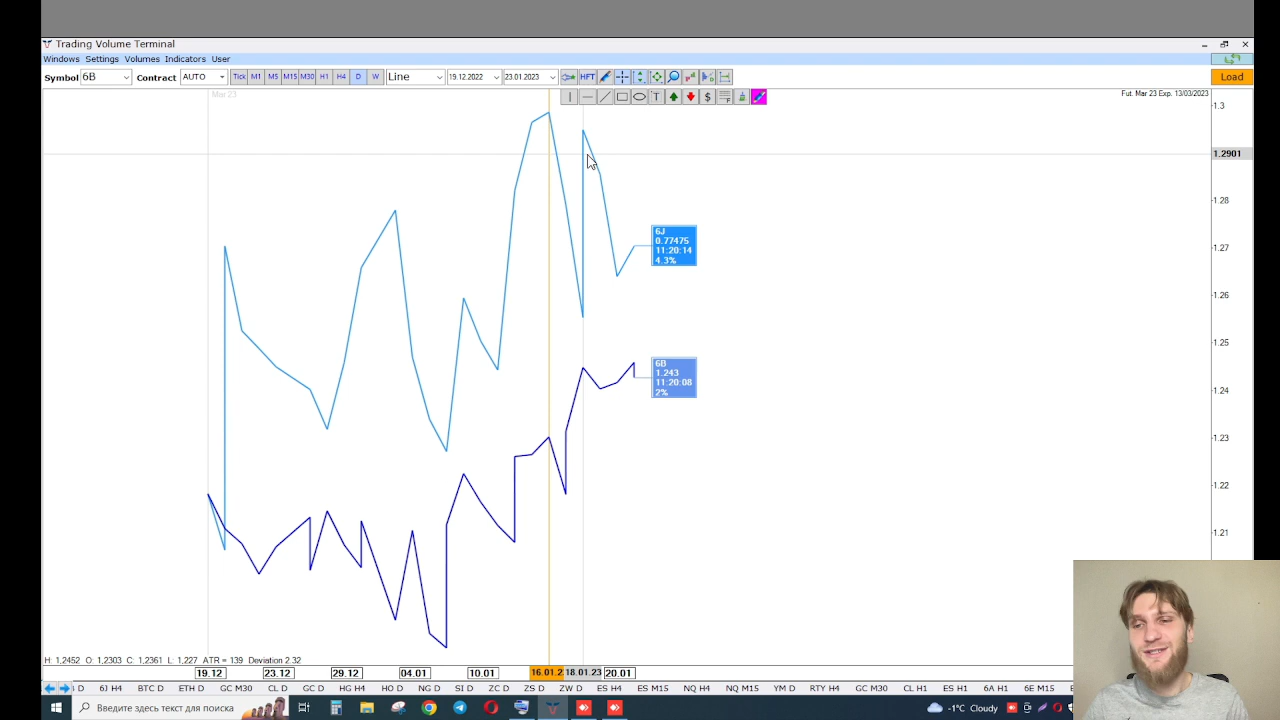 Trading Volume Terminal
Windows Settings Volumes Indicators User
Symbol 6B Contract AUTO Tick M1 M5 M15 M30 H1 H4 D W Line 19.12.2022 23.01.2023 HFT Load
T $
Mar 23
Fut. Mar 23 Exp. 13/03/2023
1.3
1.2901
1.28
1.27
1.26
1.25
1.24
1.23
1.22
1.21
6J
0.77475
11:20:14
4.3%
6B
1.243
11:20:08
2%
H: 1,2452 O: 1,2303 C: 1,2361 L: 1,227 ATR = 139 Deviation 2.32
19.12 23.12 29.12 04.01 10.01 16.01.2 18.01.23 20.01
D 6J H4 BTC D ETH D GC M30 CL D GC D HG H4 HO D NG D SI D ZC D ZS D ZW D ES H4 ES M15 NQ H4 NQ M15 YM D RTY H4 GC M30 CL H1 ES H1 6A H1 6E M15
Введите здесь текст для поиска
-1°C Cloudy